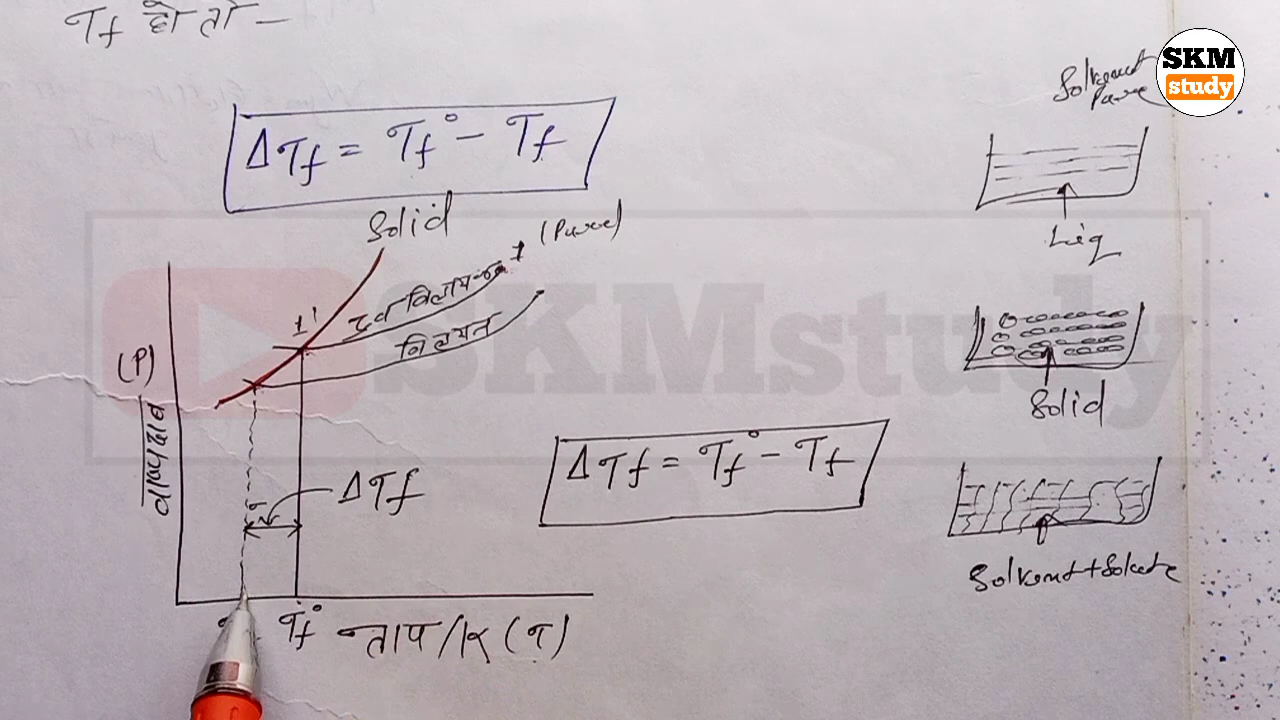 Tf हो तो -
SKM
study
Solvent
Pure
ΔTf = Tf° - Tf
Solid
(Pure)
Liq
1'
द्रव विलायक
विलयन
(P)
वाष्पदाब
SKMstudy
Solid
ΔTf
ΔTf = Tf° - Tf
Solvent + Solute
Tf° ताप/K (T)